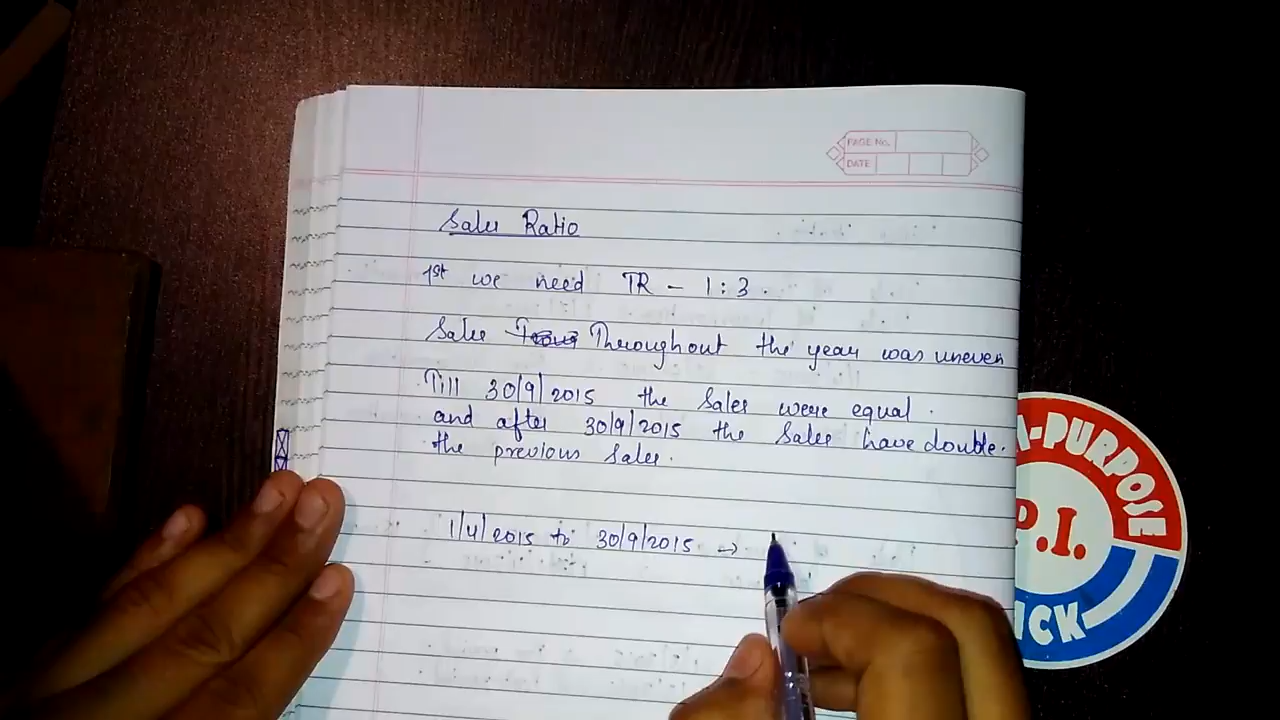 PAGE No.
DATE
Sales Ratio
1st we need TR - 1 : 3 .
Sales Throughout the year was uneven
Till 30/9/2015 the Sales were equal .
and after 30/9/2015 the Sales have double.
the previous Sales.
1/4/2015 to 30/9/2015 →
I-PURPOSE
P.I.
ICK